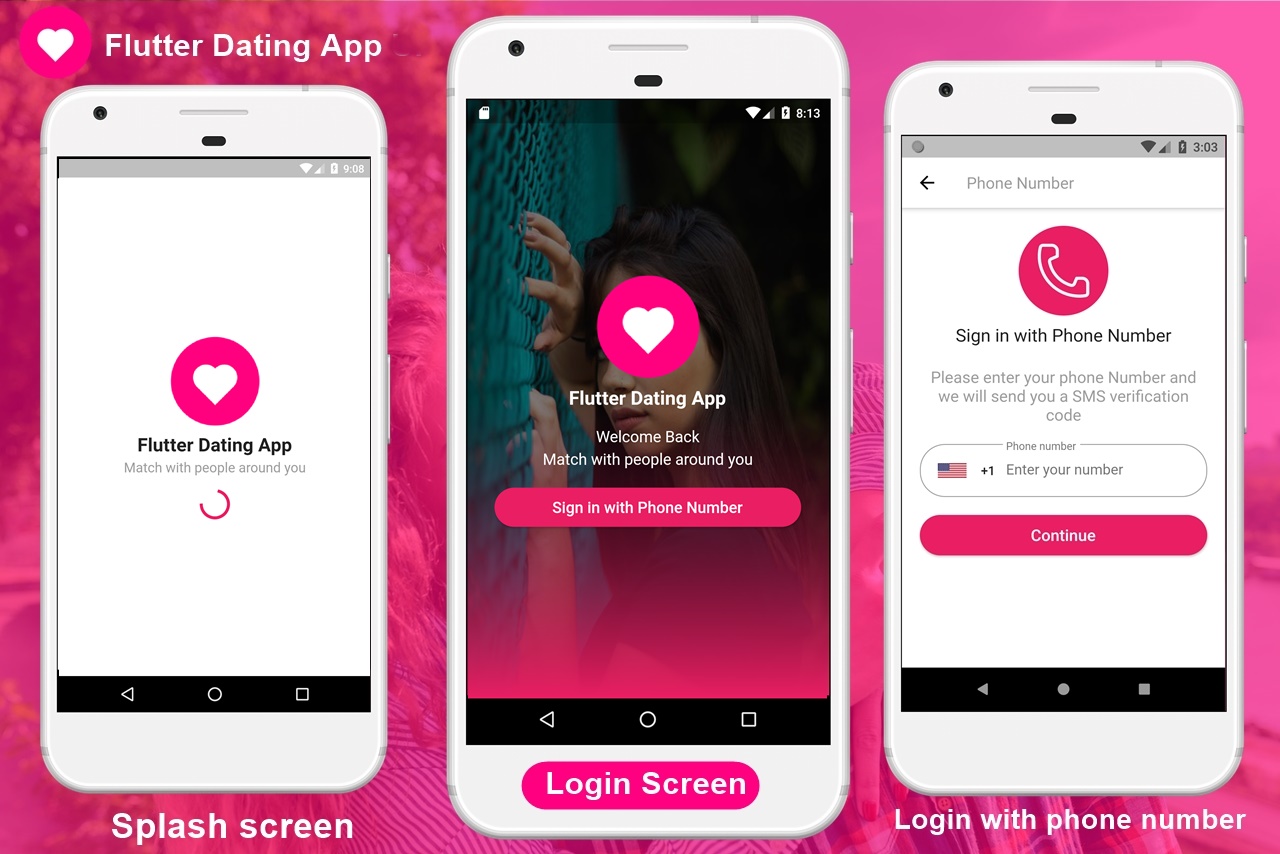 Flutter Dating App
9:08
Flutter Dating App
Match with people around you
Splash screen
8:13
Flutter Dating App
Welcome Back
Match with people around you
Sign in with Phone Number
Login Screen
3:03
Phone Number
Sign in with Phone Number
Please enter your phone Number and
we will send you a SMS verification
code
Phone number
+1 Enter your number
Continue
Login with phone number